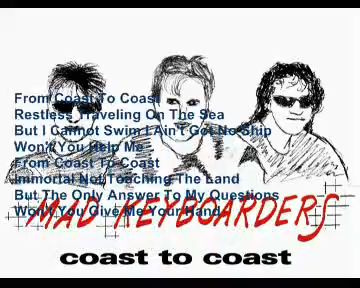 From Coast To Coast
Restless Traveling On The Sea
But I Cannot Swim I Ain't Got No Ship
Won't You Help Me
From Coast To Coast
Immortal Not Touching The Land
But The Only Answer To My Questions
Won't You Give Me Your Hand
MAD KEYBOARDERS
coast to coast